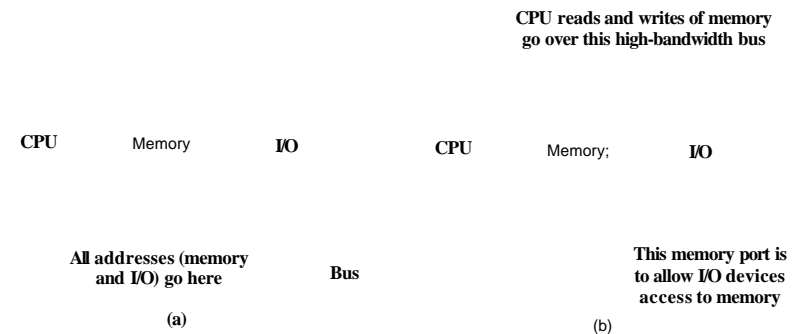 CPU reads and writes of memory
go over this high-bandwidth bus
CPU Memory I/O CPU Memory; I/O
All addresses (memory
and I/O) go here
Bus
This memory port is
to allow I/O devices
access to memory
(a)
(b)